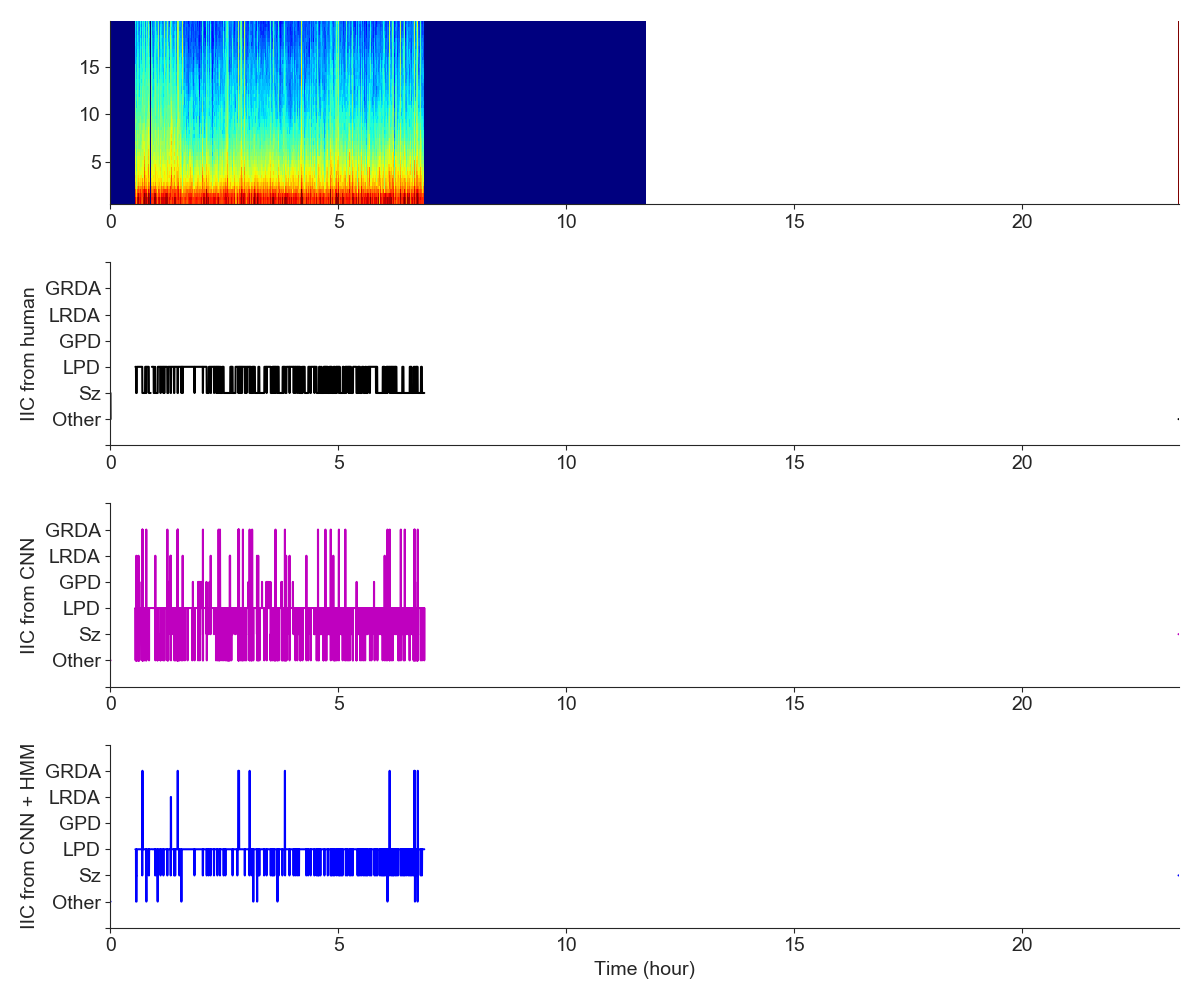 15
10
5
0 5 10 15 20
IIC from human
GRDA
LRDA
GPD
LPD
Sz
Other
0 5 10 15 20
IIC from CNN
GRDA
LRDA
GPD
LPD
Sz
Other
0 5 10 15 20
IIC from CNN + HMM
GRDA
LRDA
GPD
LPD
Sz
Other
0 5 10 15 20
Time (hour)